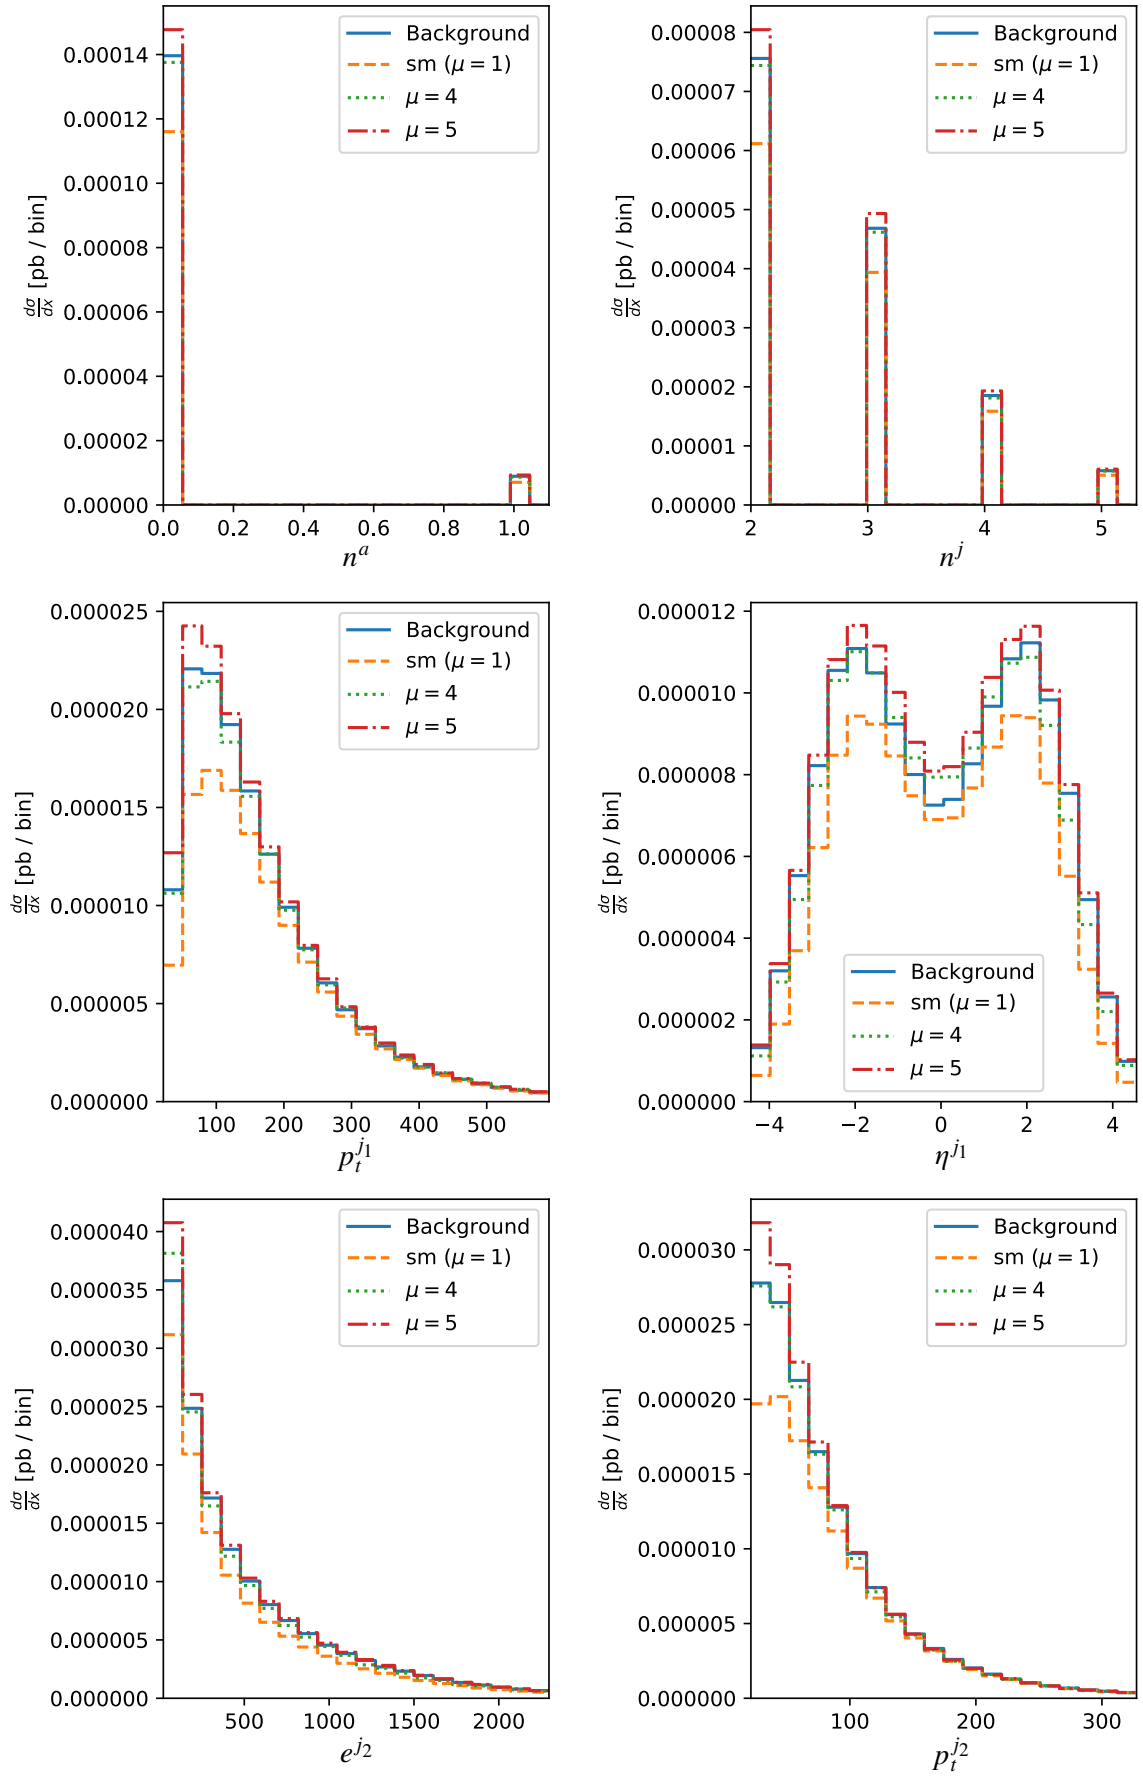 0.00014
0.00012
0.00010
0.00008
0.00006
0.00004
0.00002
0.00000
dσ/dx [pb / bin]
Background
sm (μ = 1)
μ = 4
μ = 5
0.0 0.2 0.4 0.6 0.8 1.0
n^a
0.00008
0.00007
0.00006
0.00005
0.00004
0.00003
0.00002
0.00001
0.00000
dσ/dx [pb / bin]
Background
sm (μ = 1)
μ = 4
μ = 5
2 3 4 5
n^j
0.000025
0.000020
0.000015
0.000010
0.000005
0.000000
dσ/dx [pb / bin]
Background
sm (μ = 1)
μ = 4
μ = 5
100 200 300 400 500
p_t^{j_1}
0.000012
0.000010
0.000008
0.000006
0.000004
0.000002
0.000000
dσ/dx [pb / bin]
Background
sm (μ = 1)
μ = 4
μ = 5
−4 −2 0 2 4
η^{j_1}
0.000040
0.000035
0.000030
0.000025
0.000020
0.000015
0.000010
0.000005
0.000000
dσ/dx [pb / bin]
Background
sm (μ = 1)
μ = 4
μ = 5
500 1000 1500 2000
e^{j_2}
0.000030
0.000025
0.000020
0.000015
0.000010
0.000005
0.000000
dσ/dx [pb / bin]
Background
sm (μ = 1)
μ = 4
μ = 5
100 200 300
p_t^{j_2}